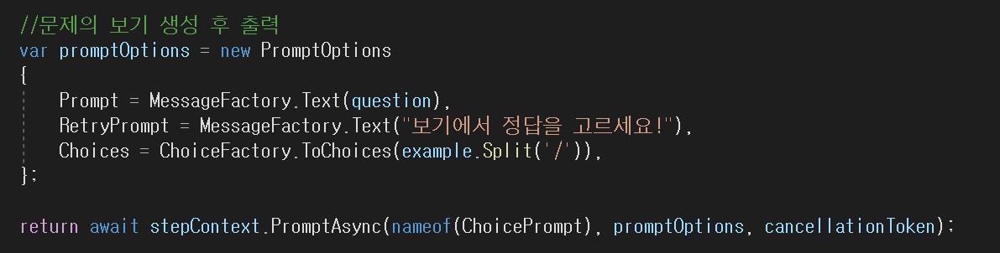 //문제의 보기 생성 후 출력
var promptOptions = new PromptOptions
{
    Prompt = MessageFactory.Text(question),
    RetryPrompt = MessageFactory.Text("보기에서 정답을 고르세요!"),
    Choices = ChoiceFactory.ToChoices(example.Split('/')),
};

return await stepContext.PromptAsync(nameof(ChoicePrompt), promptOptions, cancellationToken);